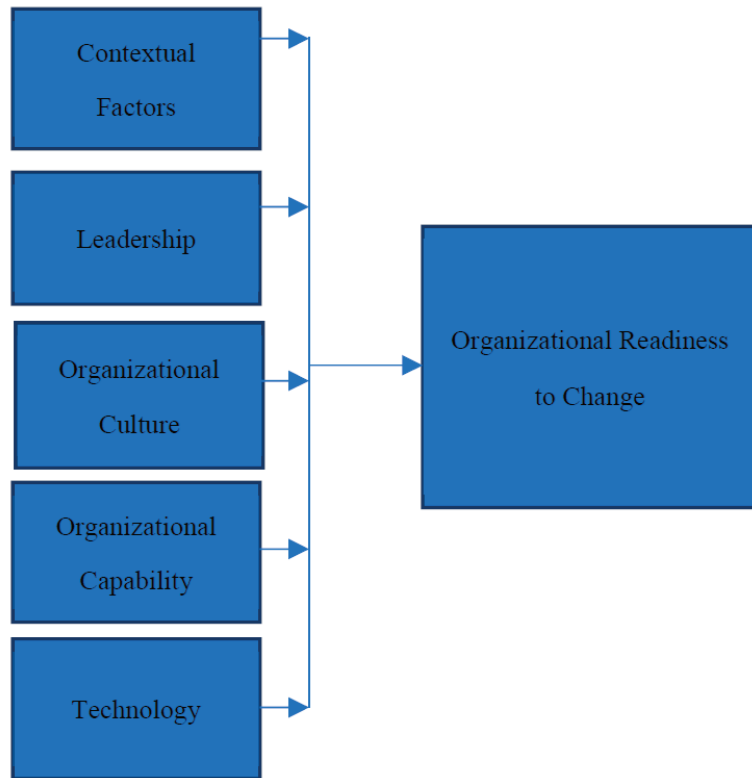 Contextual
Factors
Leadership
Organizational
Culture
Organizational
Capability
Technology
Organizational Readiness
to Change